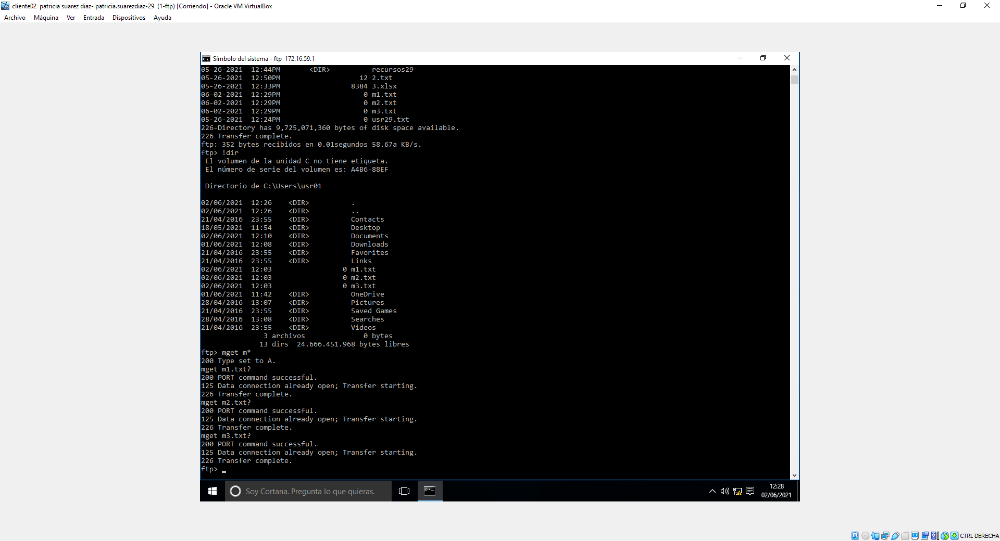 cliente02 patricia suarez diaz- patricia.suarezdiaz-29 (1-ftp) [Corriendo] - Oracle VM VirtualBox
Archivo Máquina Ver Entrada Dispositivos Ayuda
Símbolo del sistema - ftp 172.16.59.1
05-26-2021 12:44PM <DIR> recursos29
05-26-2021 12:50PM 12 2.txt
05-26-2021 12:33PM 8384 3.xlsx
06-02-2021 12:29PM 0 m1.txt
06-02-2021 12:29PM 0 m2.txt
06-02-2021 12:29PM 0 m3.txt
05-26-2021 12:24PM 0 usr29.txt
226-Directory has 9,725,071,360 bytes of disk space available.
226 Transfer complete.
ftp: 352 bytes recibidos en 0.01segundos 58.67a KB/s.
ftp> !dir
El volumen de la unidad C no tiene etiqueta.
El número de serie del volumen es: A4B6-88EF
Directorio de C:\Users\usr01
02/06/2021 12:26 <DIR> .
02/06/2021 12:26 <DIR> ..
21/04/2016 23:55 <DIR> Contacts
18/05/2021 11:54 <DIR> Desktop
02/06/2021 12:10 <DIR> Documents
01/06/2021 12:08 <DIR> Downloads
21/04/2016 23:55 <DIR> Favorites
21/04/2016 23:55 <DIR> Links
02/06/2021 12:03 0 m1.txt
02/06/2021 12:03 0 m2.txt
02/06/2021 12:03 0 m3.txt
01/06/2021 11:42 <DIR> OneDrive
28/04/2016 13:07 <DIR> Pictures
21/04/2016 23:55 <DIR> Saved Games
28/04/2016 13:08 <DIR> Searches
21/04/2016 23:55 <DIR> Videos
3 archivos 0 bytes
13 dirs 24.666.451.968 bytes libres
ftp> mget m*
200 Type set to A.
mget m1.txt?
200 PORT command successful.
125 Data connection already open; Transfer starting.
226 Transfer complete.
mget m2.txt?
200 PORT command successful.
125 Data connection already open; Transfer starting.
226 Transfer complete.
mget m3.txt?
200 PORT command successful.
125 Data connection already open; Transfer starting.
226 Transfer complete.
ftp>
Soy Cortana. Pregunta lo que quieras.
12:28
02/06/2021
CTRL DERECHA